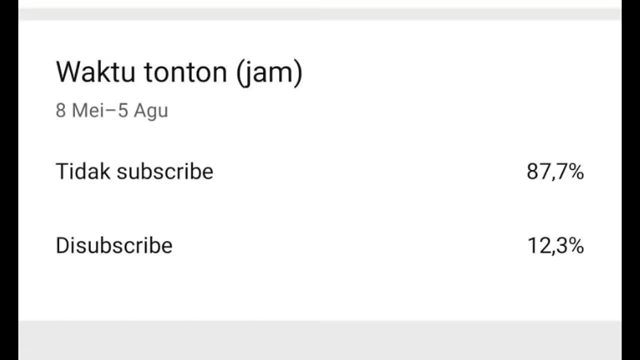 Waktu tonton (jam)
8 Mei–5 Agu
Tidak subscribe 87,7%
Disubscribe 12,3%